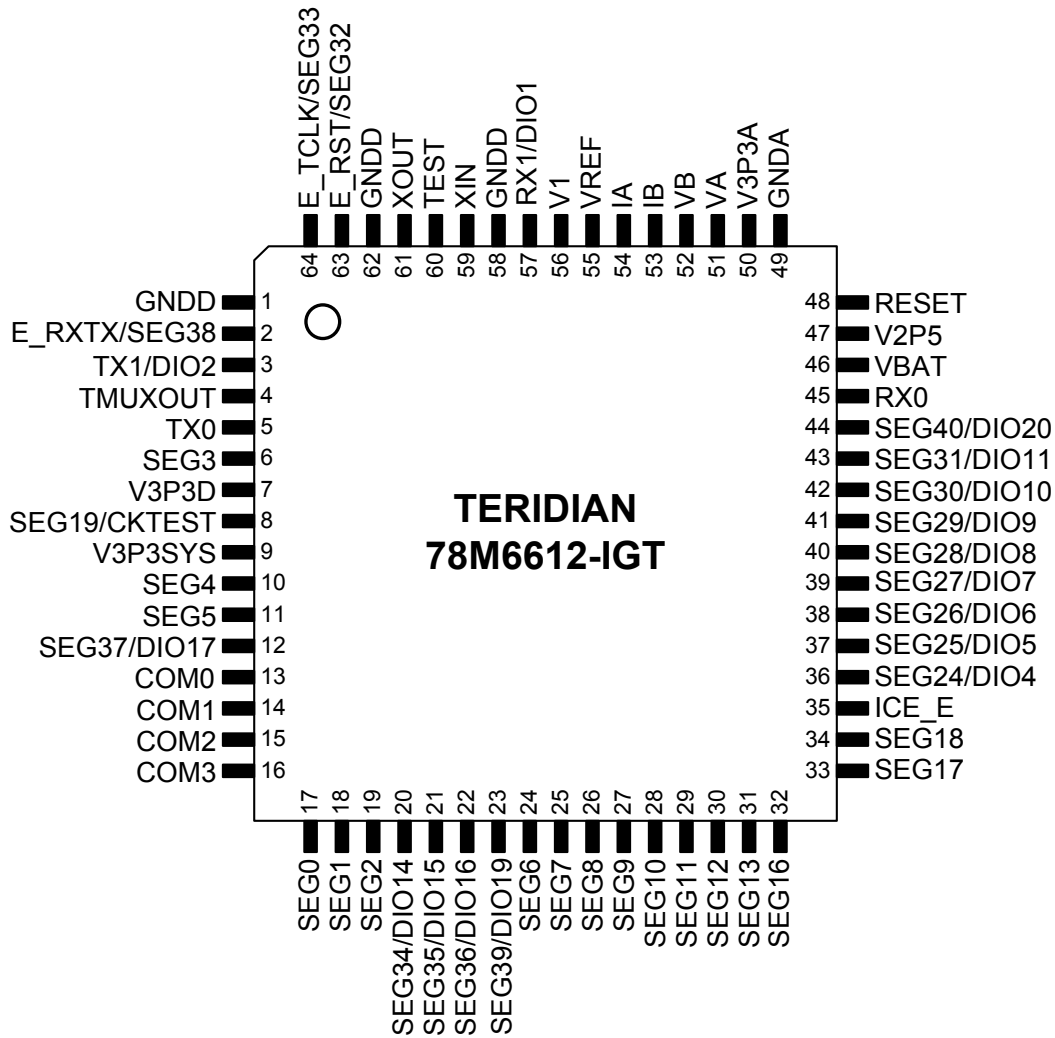 E_TCLK/SEG33
E_RST/SEG32
GNDD
XOUT
TEST
XIN
GNDD
RX1/DIO1
V1
VREF
IA
IB
VB
VA
V3P3A
GNDA
64
63
62
61
60
59
58
57
56
55
54
53
52
51
50
49
GNDD 1
E_RXTX/SEG38 2
TX1/DIO2 3
TMUXOUT 4
TX0 5
SEG3 6
V3P3D 7
SEG19/CKTEST 8
V3P3SYS 9
SEG4 10
SEG5 11
SEG37/DIO17 12
COM0 13
COM1 14
COM2 15
COM3 16
TERIDIAN
78M6612-IGT
48 RESET
47 V2P5
46 VBAT
45 RX0
44 SEG40/DIO20
43 SEG31/DIO11
42 SEG30/DIO10
41 SEG29/DIO9
40 SEG28/DIO8
39 SEG27/DIO7
38 SEG26/DIO6
37 SEG25/DIO5
36 SEG24/DIO4
35 ICE_E
34 SEG18
33 SEG17
17
18
19
20
21
22
23
24
25
26
27
28
29
30
31
32
SEG0
SEG1
SEG2
SEG34/DIO14
SEG35/DIO15
SEG36/DIO16
SEG39/DIO19
SEG6
SEG7
SEG8
SEG9
SEG10
SEG11
SEG12
SEG13
SEG16